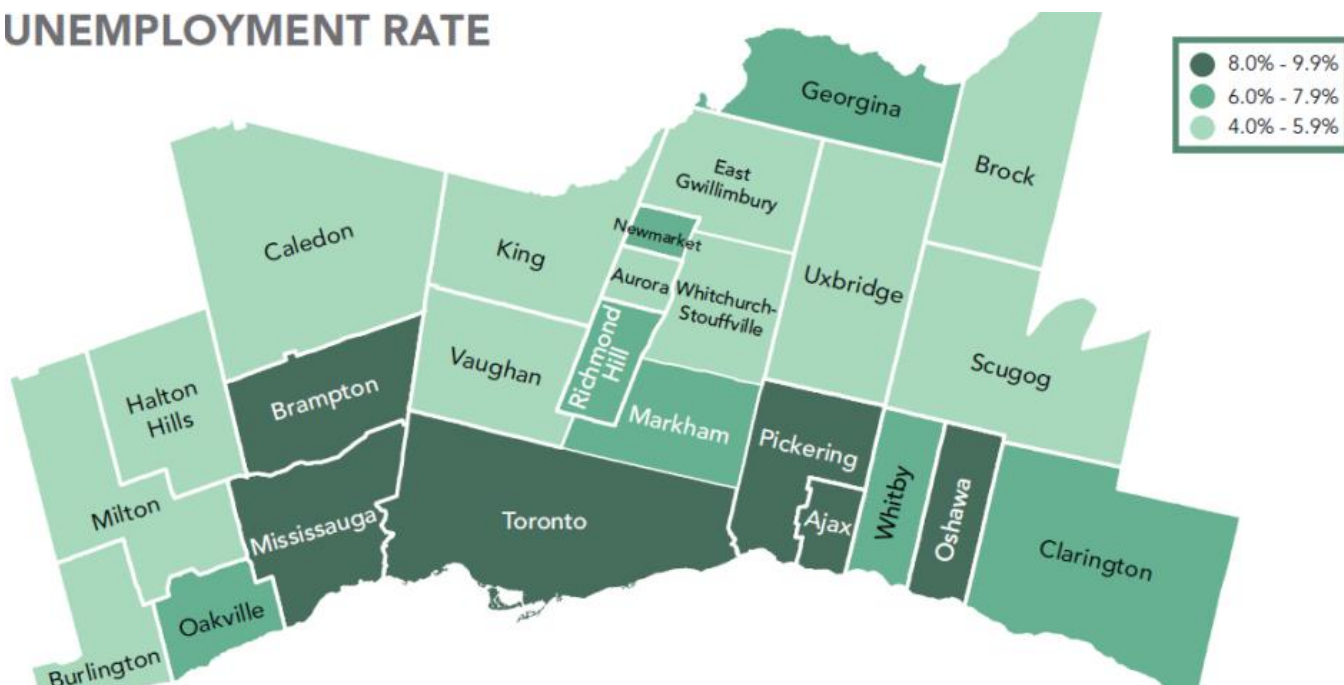 UNEMPLOYMENT RATE
8.0% - 9.9%
6.0% - 7.9%
4.0% - 5.9%
Georgina
Brock
East
Gwillimbury
Newmarket
Caledon
King
Aurora
Whitchurch-
Stouffville
Uxbridge
Scugog
Vaughan
Richmond
Hill
Halton
Hills
Brampton
Markham
Pickering
Milton
Mississauga
Toronto
Ajax
Whitby
Oshawa
Clarington
Oakville
Burlington